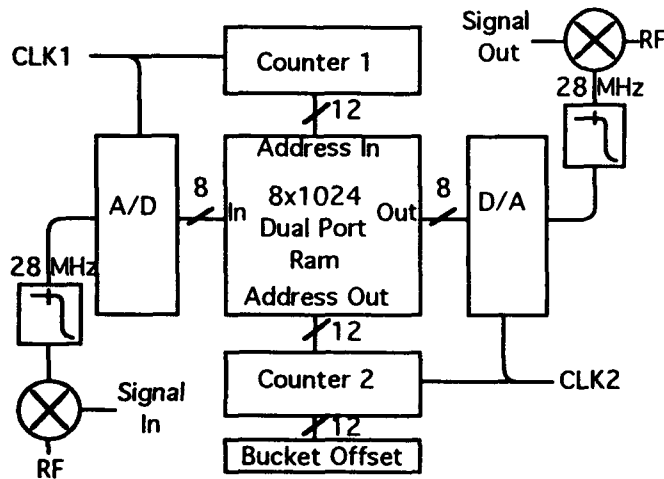 Signal
Out
RF
CLK1
Counter 1
28 MHz
12
Address In
8
A/D
In
8x1024
Dual Port
Ram
Out
8
D/A
28 MHz
Address Out
12
Counter 2
CLK2
Signal
In
12
RF
Bucket Offset